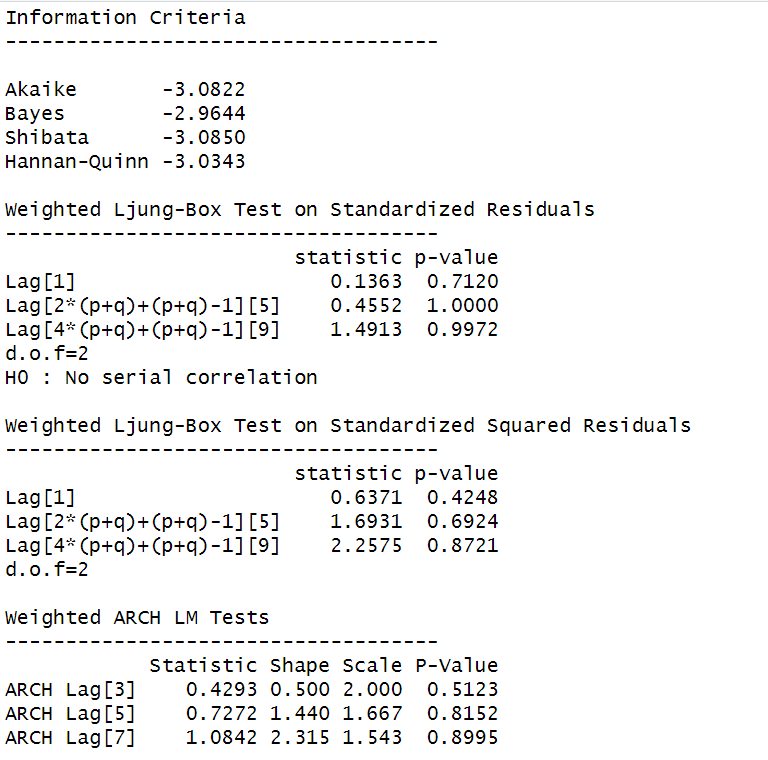 Information Criteria
------------------------------------
Akaike       -3.0822
Bayes        -2.9644
Shibata      -3.0850
Hannan-Quinn -3.0343
Weighted Ljung-Box Test on Standardized Residuals
------------------------------------
                        statistic p-value
Lag[1]                     0.1363  0.7120
Lag[2*(p+q)+(p+q)-1][5]    0.4552  1.0000
Lag[4*(p+q)+(p+q)-1][9]    1.4913  0.9972
d.o.f=2
H0 : No serial correlation
Weighted Ljung-Box Test on Standardized Squared Residuals
------------------------------------
                        statistic p-value
Lag[1]                     0.6371  0.4248
Lag[2*(p+q)+(p+q)-1][5]    1.6931  0.6924
Lag[4*(p+q)+(p+q)-1][9]    2.2575  0.8721
d.o.f=2
Weighted ARCH LM Tests
------------------------------------
            Statistic Shape Scale P-Value
ARCH Lag[3]    0.4293 0.500 2.000  0.5123
ARCH Lag[5]    0.7272 1.440 1.667  0.8152
ARCH Lag[7]    1.0842 2.315 1.543  0.8995